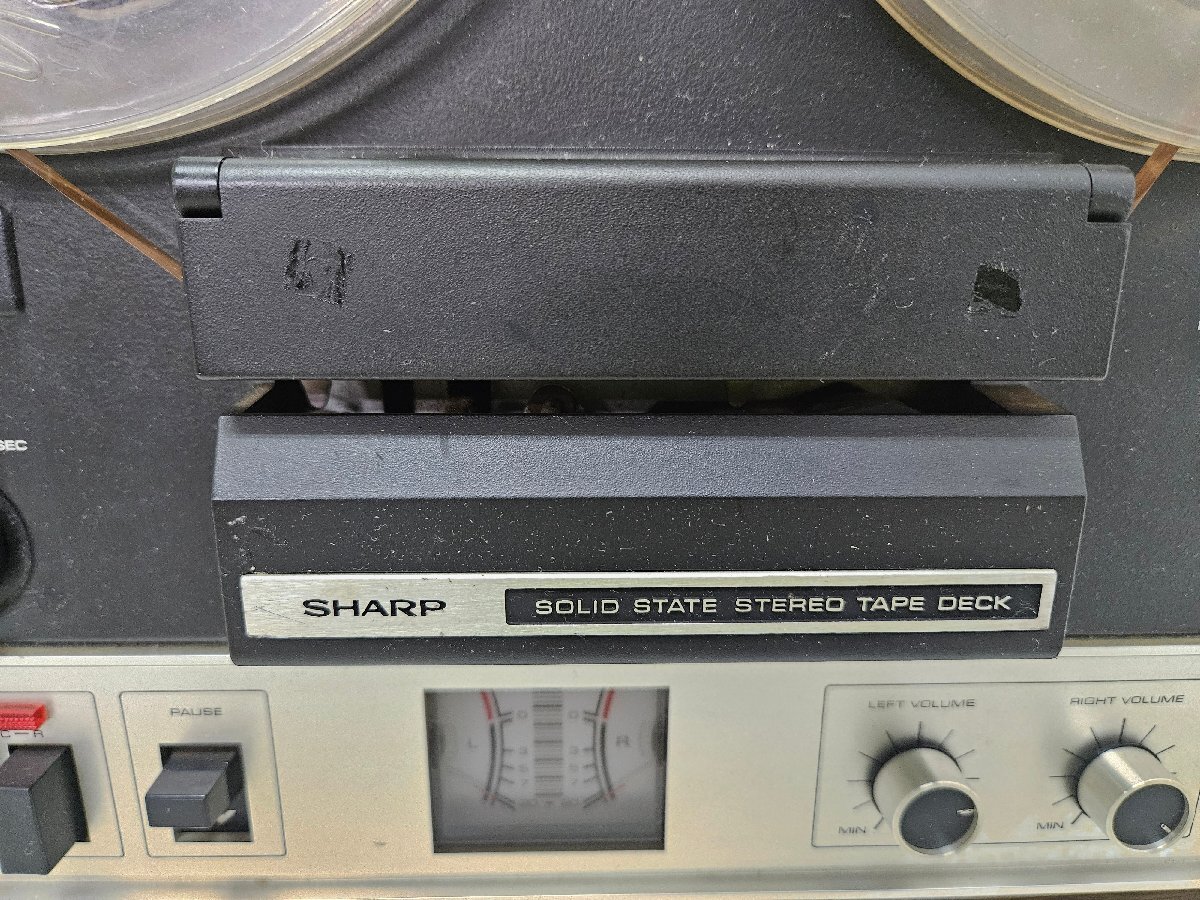 SEC
SHARP SOLID STATE STEREO TAPE DECK
PAUSE
L R
LEFT VOLUME
RIGHT VOLUME
MIN
MIN